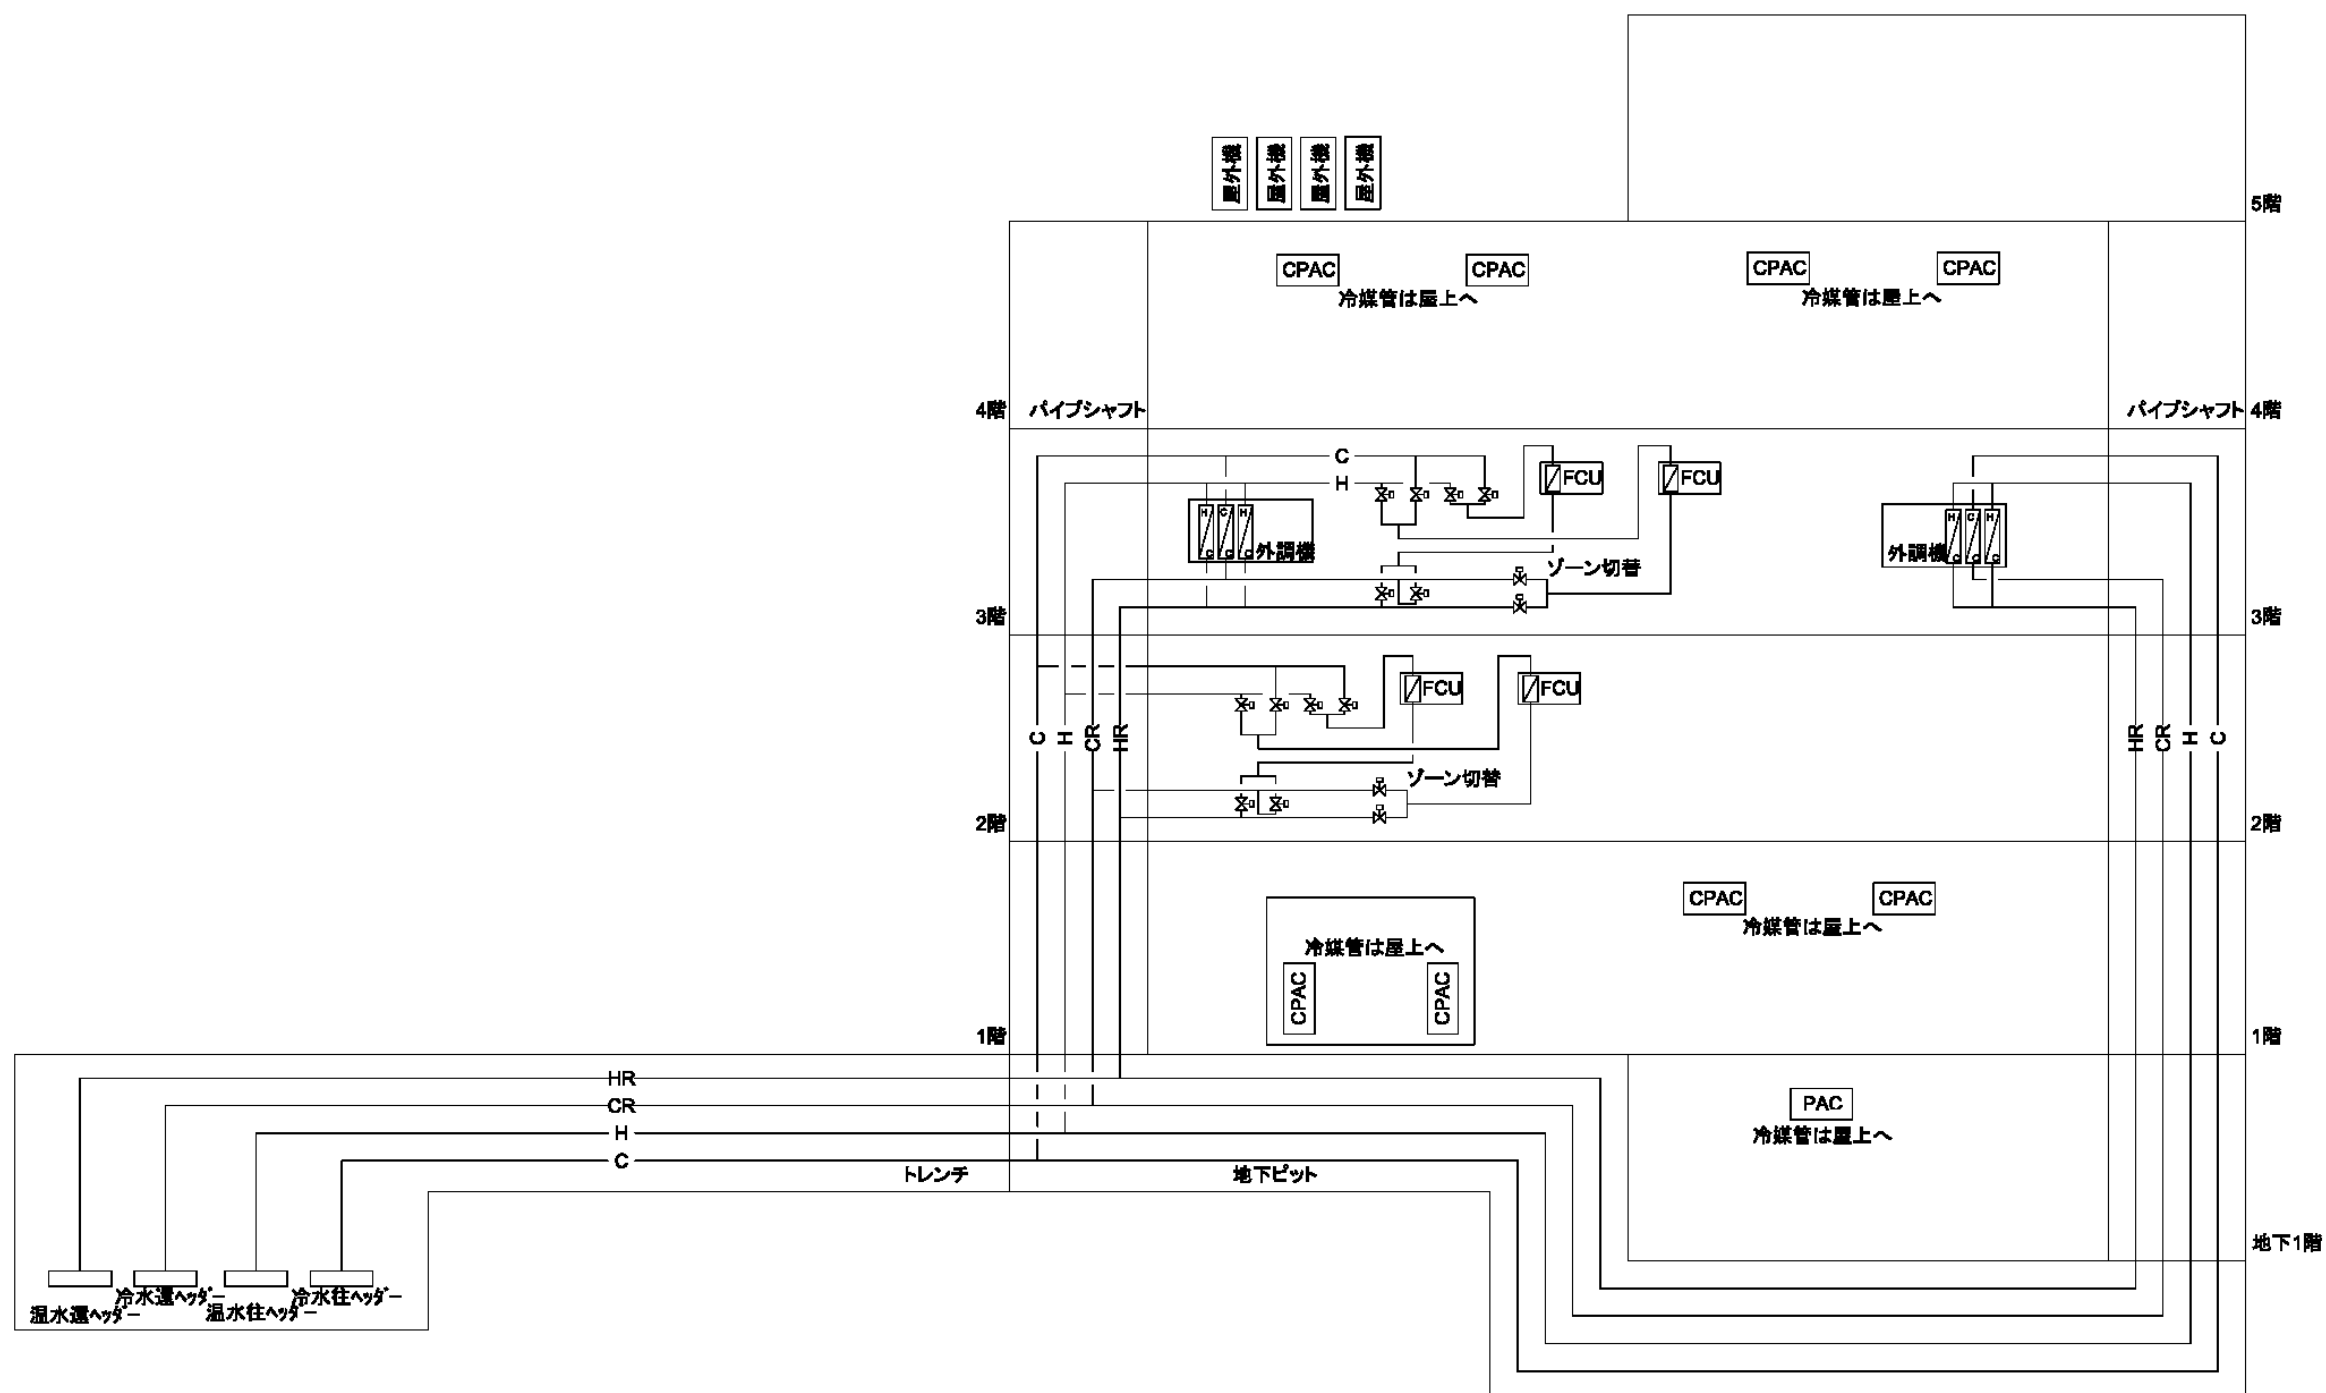 屋外機 屋外機 屋外機 屋外機
5階
CPAC CPAC CPAC CPAC
冷媒管は屋上へ 冷媒管は屋上へ
4階 パイプシャフト パイプシャフト 4階
C
H
FCU FCU
H C H
C C C 外調機
H C H
外調機 C C C
ゾーン切替
3階 3階
FCU FCU
C H CR HR HR CR H C
ゾーン切替
2階 2階
CPAC CPAC
冷媒管は屋上へ
冷媒管は屋上へ
CPAC CPAC
1階 1階
HR
CR
H
C
PAC
冷媒管は屋上へ
トレンチ 地下ピット
地下1階
冷水還ヘッダー 冷水往ヘッダー
温水還ヘッダー 温水往ヘッダー